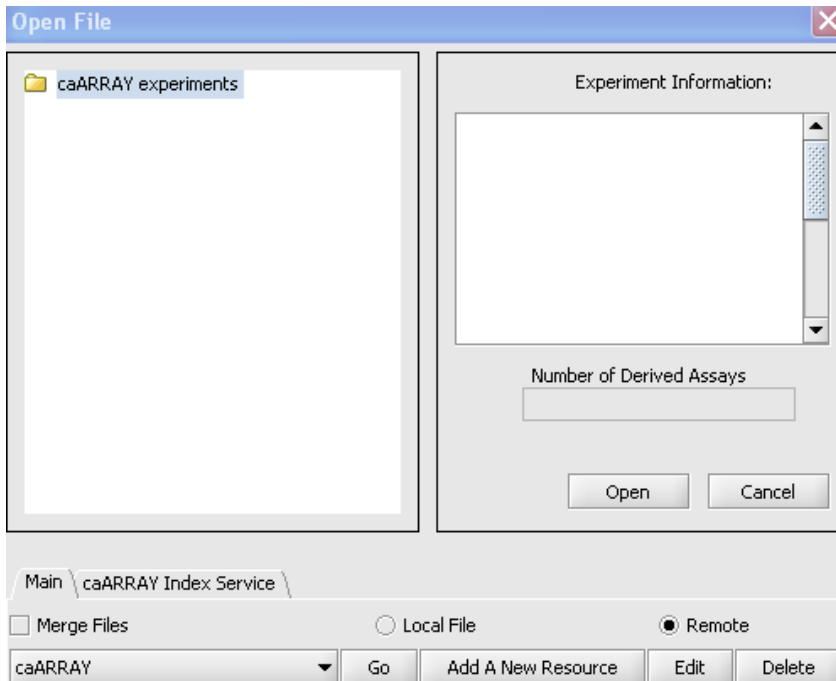 Open File
caARRAY experiments
Experiment Information:
Number of Derived Assays
Open Cancel
Main caARRAY Index Service
Merge Files Local File Remote
caARRAY Go Add A New Resource Edit Delete